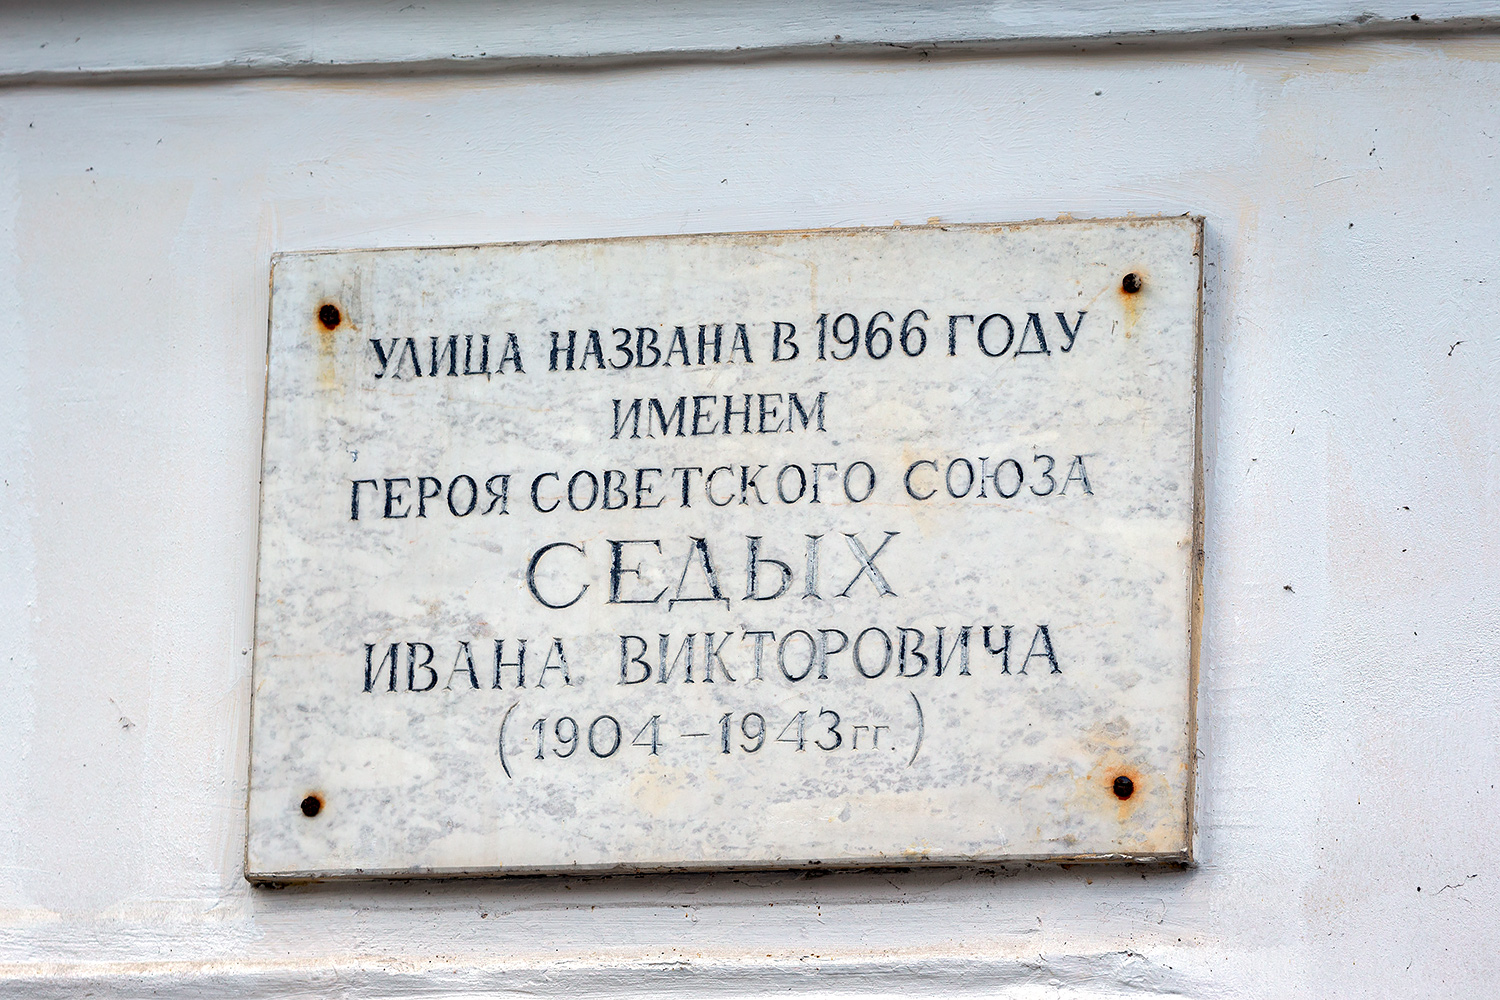 УЛИЦА НАЗВАНА В 1966 ГОДУ
ИМЕНЕМ
ГЕРОЯ СОВЕТСКОГО СОЮЗА
СЕДЫХ
ИВАНА ВИКТОРОВИЧА
(1904-1943гг.)